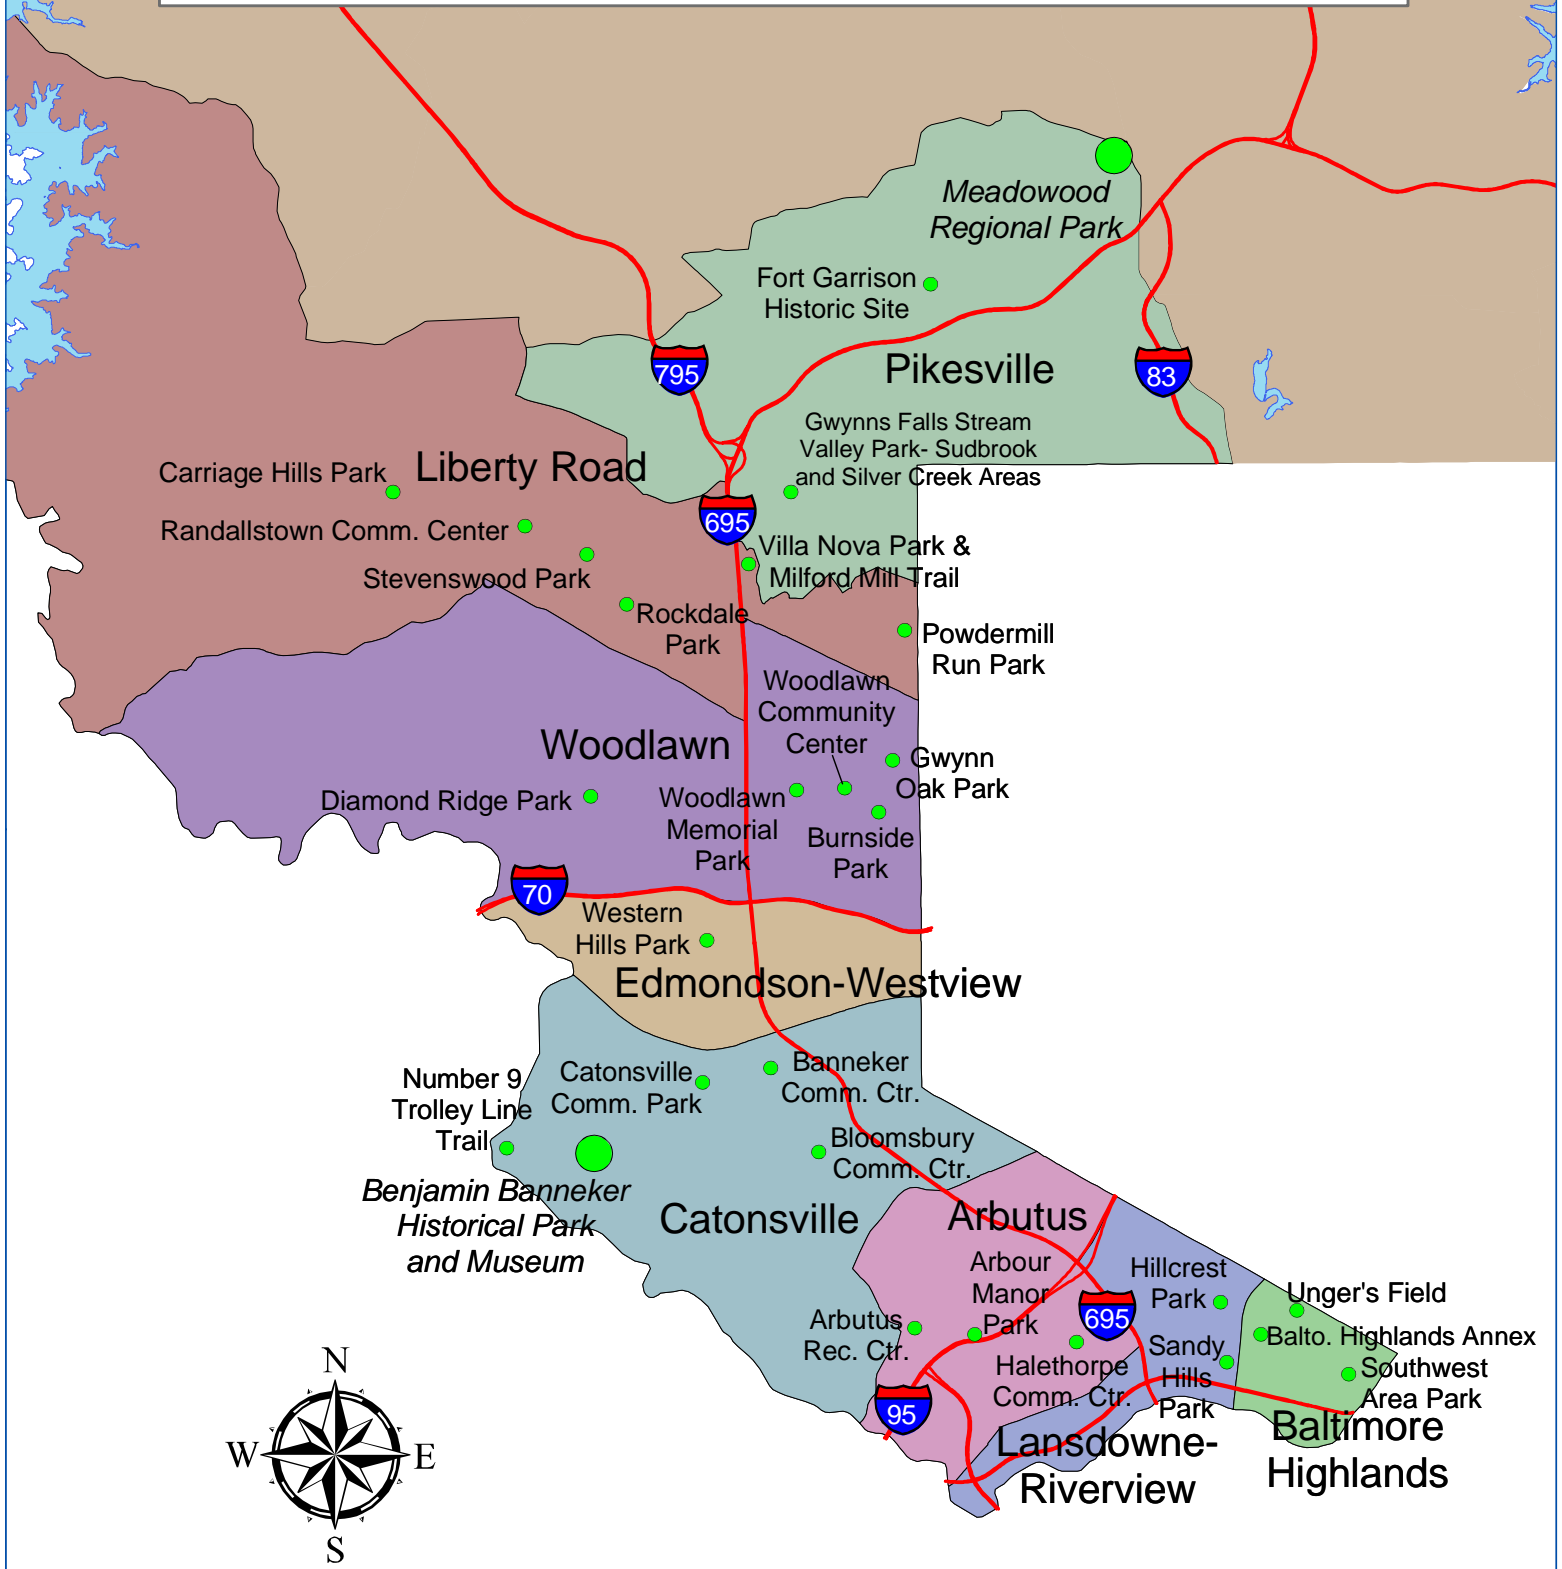 Meadowood
Regional Park
Fort Garrison
Historic Site
Pikesville
795
83
Gwynns Falls Stream
Valley Park- Sudbrook
and Silver Creek Areas
Carriage Hills Park
Liberty Road
695
Randallstown Comm. Center
Villa Nova Park &
Milford Mill Trail
Stevenswood Park
Rockdale
Park
Powdermill
Run Park
Woodlawn
Community
Center
Woodlawn
Gwynn
Oak Park
Diamond Ridge Park
Woodlawn
Memorial
Park
Burnside
Park
70
Western
Hills Park
Edmondson-Westview
Number 9
Trolley Line
Trail
Catonsville
Comm. Park
Banneker
Comm. Ctr.
Bloomsbury
Comm. Ctr.
Benjamin Banneker
Historical Park
and Museum
Catonsville
Arbutus
Arbour
Manor
Park
Hillcrest
Park
Unger's Field
695
Arbutus
Rec. Ctr.
Balto. Highlands Annex
Sandy
Hills
Park
Halethorpe
Comm. Ctr.
Southwest
Area Park
95
Lansdowne-
Riverview
Baltimore
Highlands
N
W
E
S